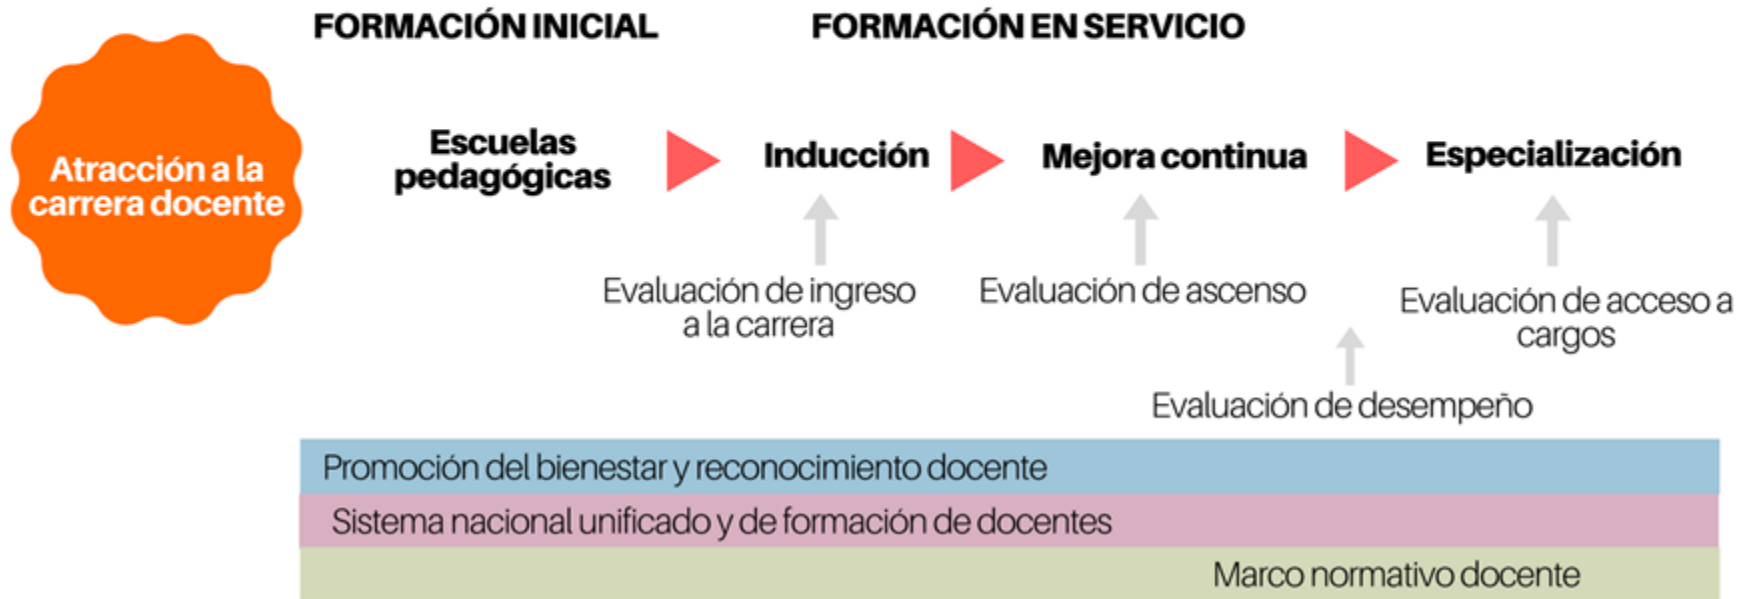 FORMACIÓN INICIAL
FORMACIÓN EN SERVICIO
Atracción a la
carrera docente
Escuelas
pedagógicas
Inducción
Mejora continua
Especialización
Evaluación de ingreso
a la carrera
Evaluación de ascenso
Evaluación de acceso a
cargos
Evaluación de desempeño
Promoción del bienestar y reconocimiento docente
Sistema nacional unificado y de formación de docentes
Marco normativo docente